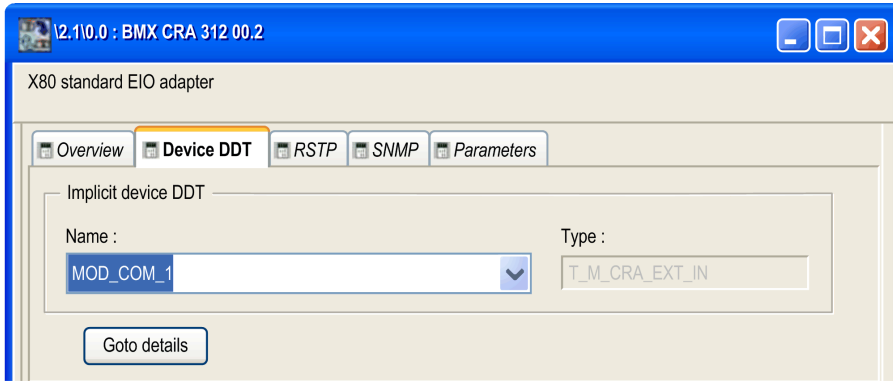 \2.1\0.0 : BMX CRA 312 00.2
X80 standard EIO adapter
Overview Device DDT RSTP SNMP Parameters
Implicit device DDT
Name : Type :
MOD_COM_1 T_M_CRA_EXT_IN
Goto details